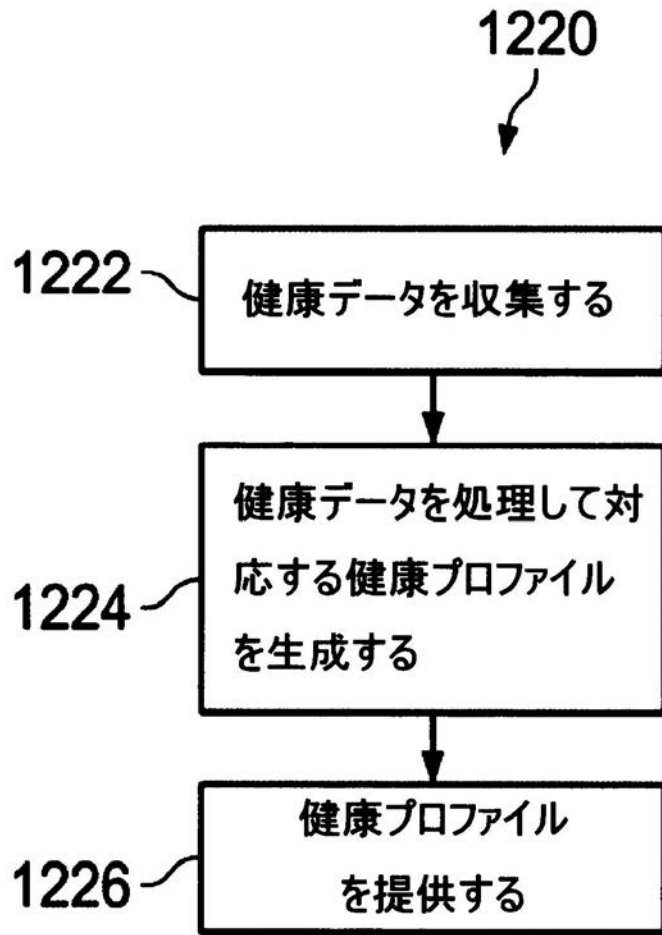 1220
1222
健康データを収集する
健康データを処理して対
応する健康プロファイル
を生成する
1224
健康プロファイル
を提供する
1226